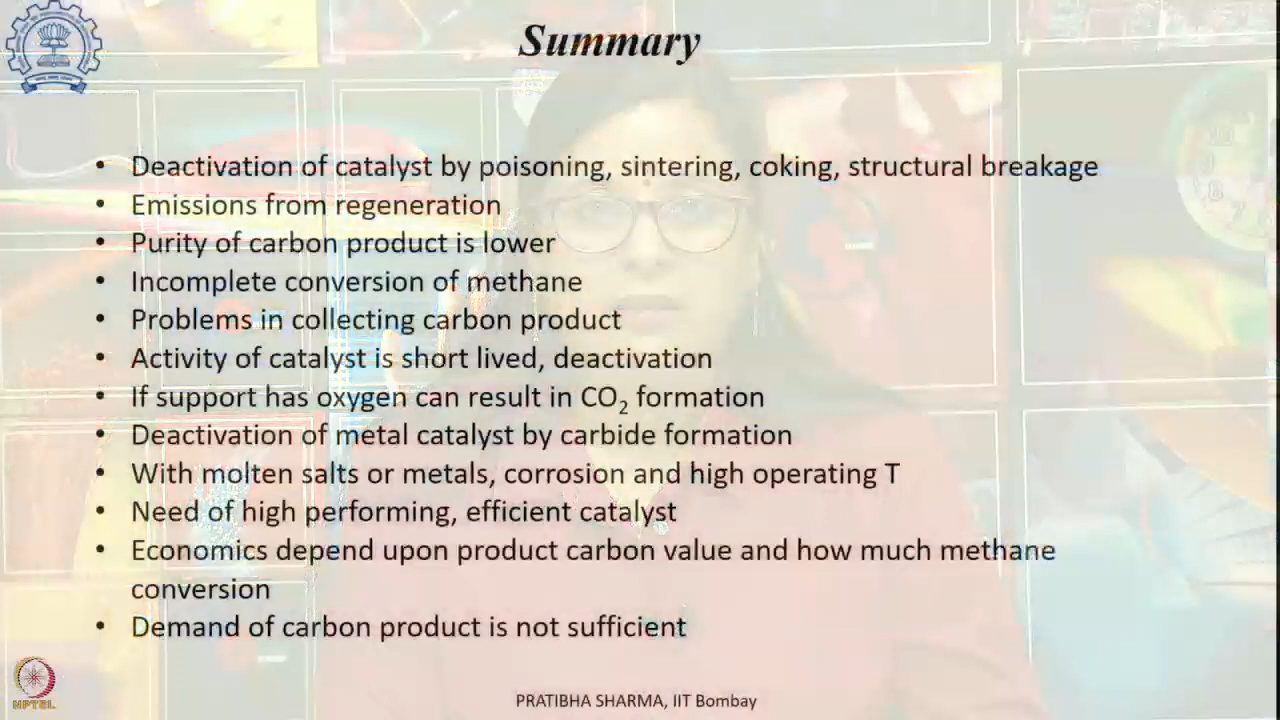 Summary
• Deactivation of catalyst by poisoning, sintering, coking, structural breakage
• Emissions from regeneration
• Purity of carbon product is lower
• Incomplete conversion of methane
• Problems in collecting carbon product
• Activity of catalyst is short lived, deactivation
• If support has oxygen can result in CO₂ formation
• Deactivation of metal catalyst by carbide formation
• With molten salts or metals, corrosion and high operating T
• Need of high performing, efficient catalyst
• Economics depend upon product carbon value and how much methane
conversion
• Demand of carbon product is not sufficient
NPTEL
PRATIBHA SHARMA, IIT Bombay